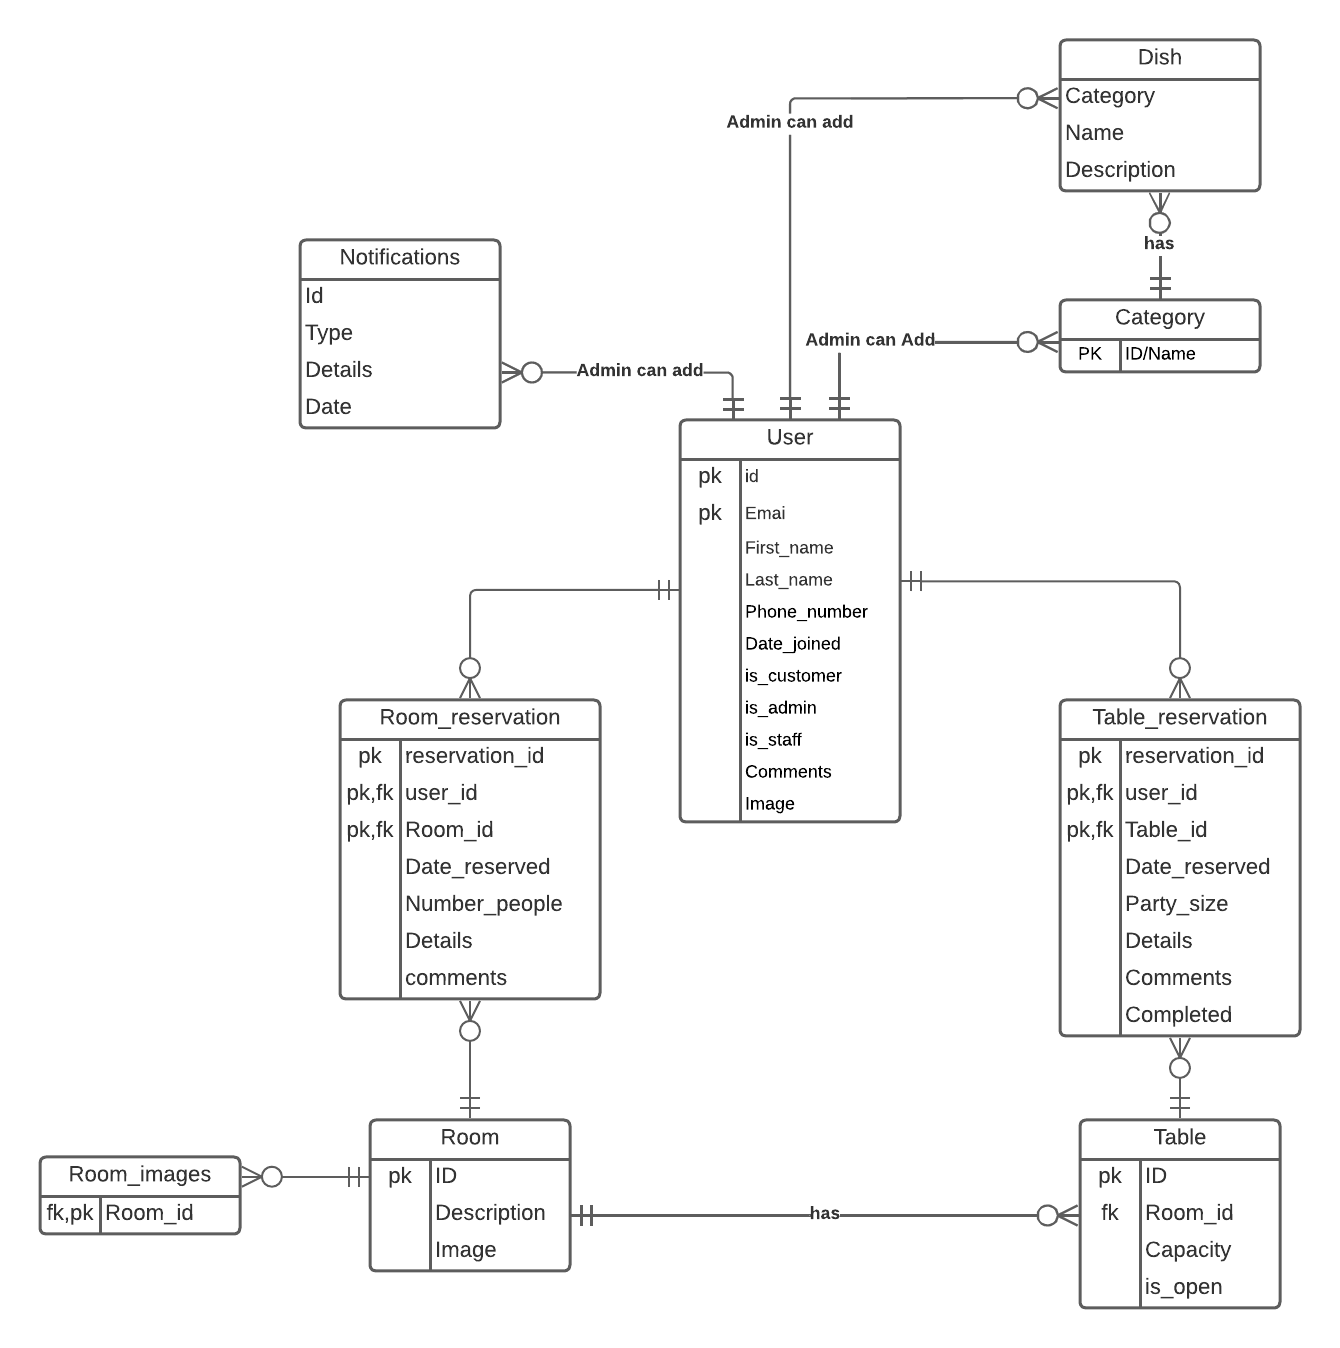 Dish
Category
Name
Description
Admin can add
has
Notifications
Id
Type
Details
Date
Admin can add
Category
PK ID/Name
Admin can Add
User
pk id
pk Emai
First_name
Last_name
Phone_number
Date_joined
is_customer
is_admin
is_staff
Comments
Image
Room_reservation
pk reservation_id
pk,fk user_id
pk,fk Room_id
Date_reserved
Number_people
Details
comments
Table_reservation
pk reservation_id
pk,fk user_id
pk,fk Table_id
Date_reserved
Party_size
Details
Comments
Completed
Room_images
fk,pk Room_id
Room
pk ID
Description
Image
has
Table
pk ID
fk Room_id
Capacity
is_open